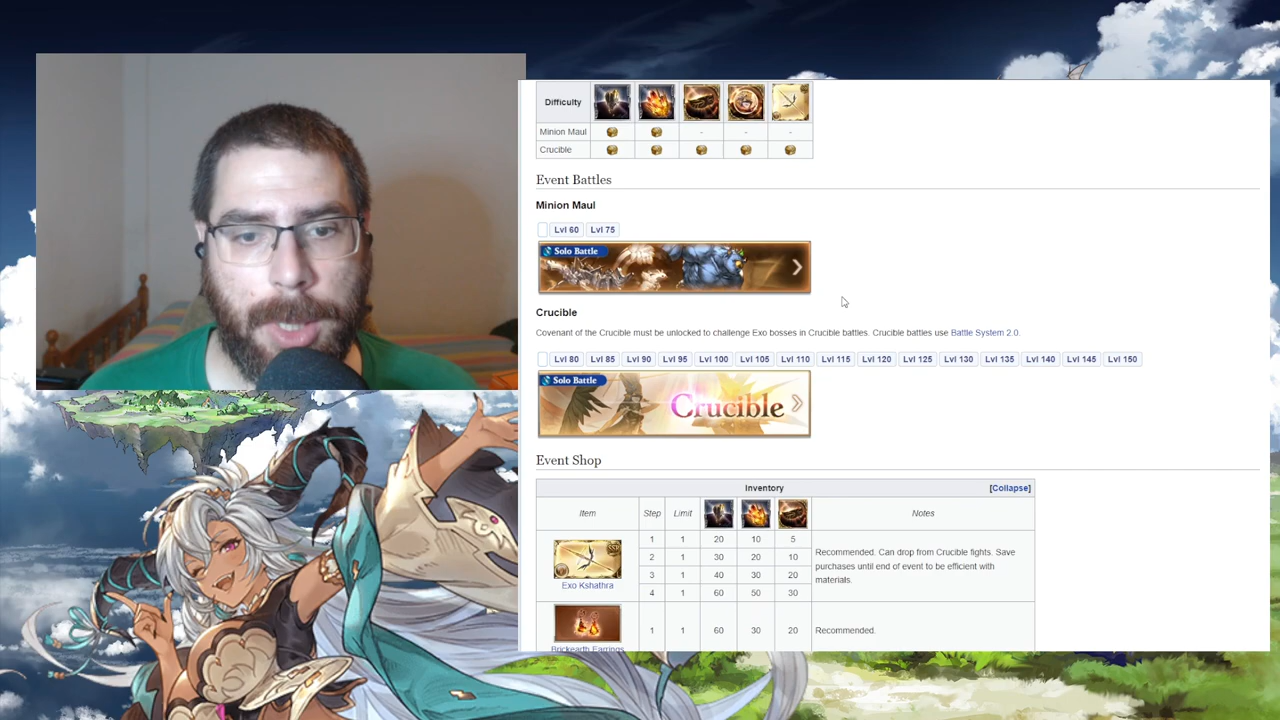 Difficulty
Minion Maul - - -
Crucible
Event Battles
Minion Maul
Lvl 60 Lvl 75
Solo Battle
Crucible
Covenant of the Crucible must be unlocked to challenge Exo bosses in Crucible battles. Crucible battles use Battle System 2.0.
Lvl 80 Lvl 85 Lvl 90 Lvl 95 Lvl 100 Lvl 105 Lvl 110 Lvl 115 Lvl 120 Lvl 125 Lvl 130 Lvl 135 Lvl 140 Lvl 145 Lvl 150
Solo Battle
Crucible
Event Shop
Inventory [Collapse]
Item Step Limit Notes
Exo Kshathra
1 1 20 10 5
2 1 30 20 10
3 1 40 30 20
4 1 60 50 30
Recommended. Can drop from Crucible fights. Save
purchases until end of event to be efficient with
materials.
1 1 60 30 20 Recommended.
Brickearth Earrings